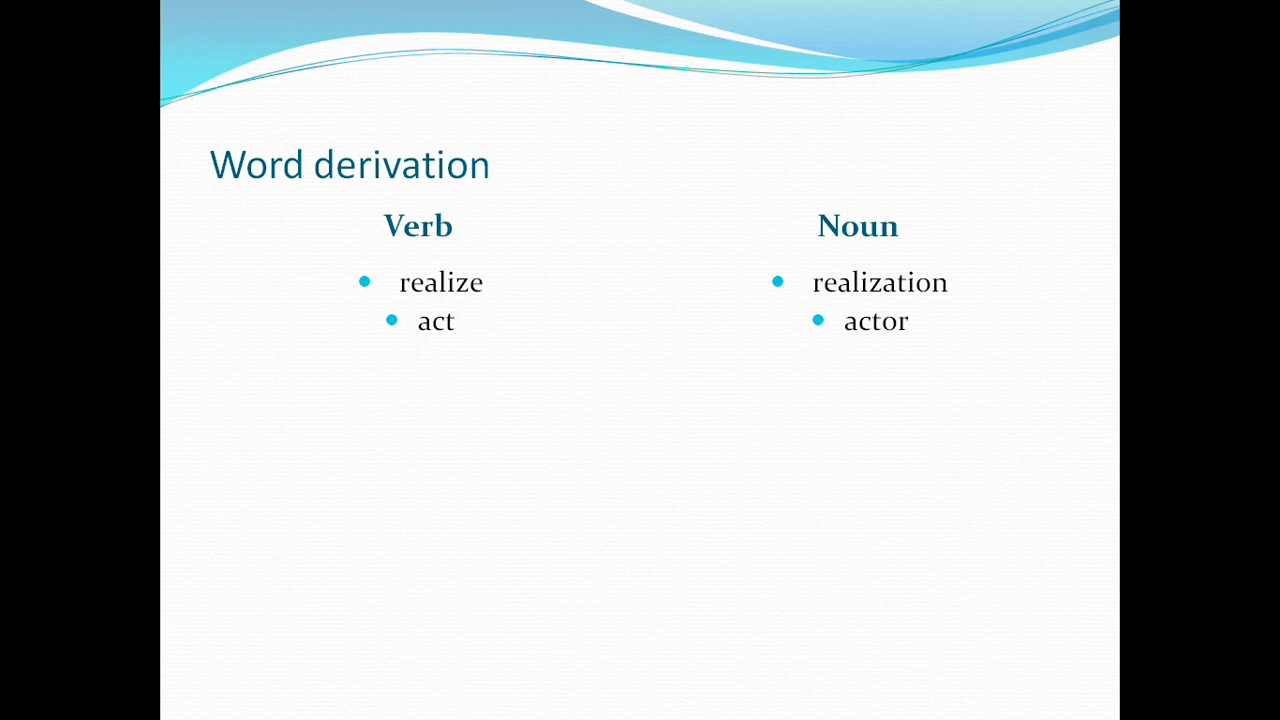 Word derivation
Verb
Noun
realize
realization
act
actor